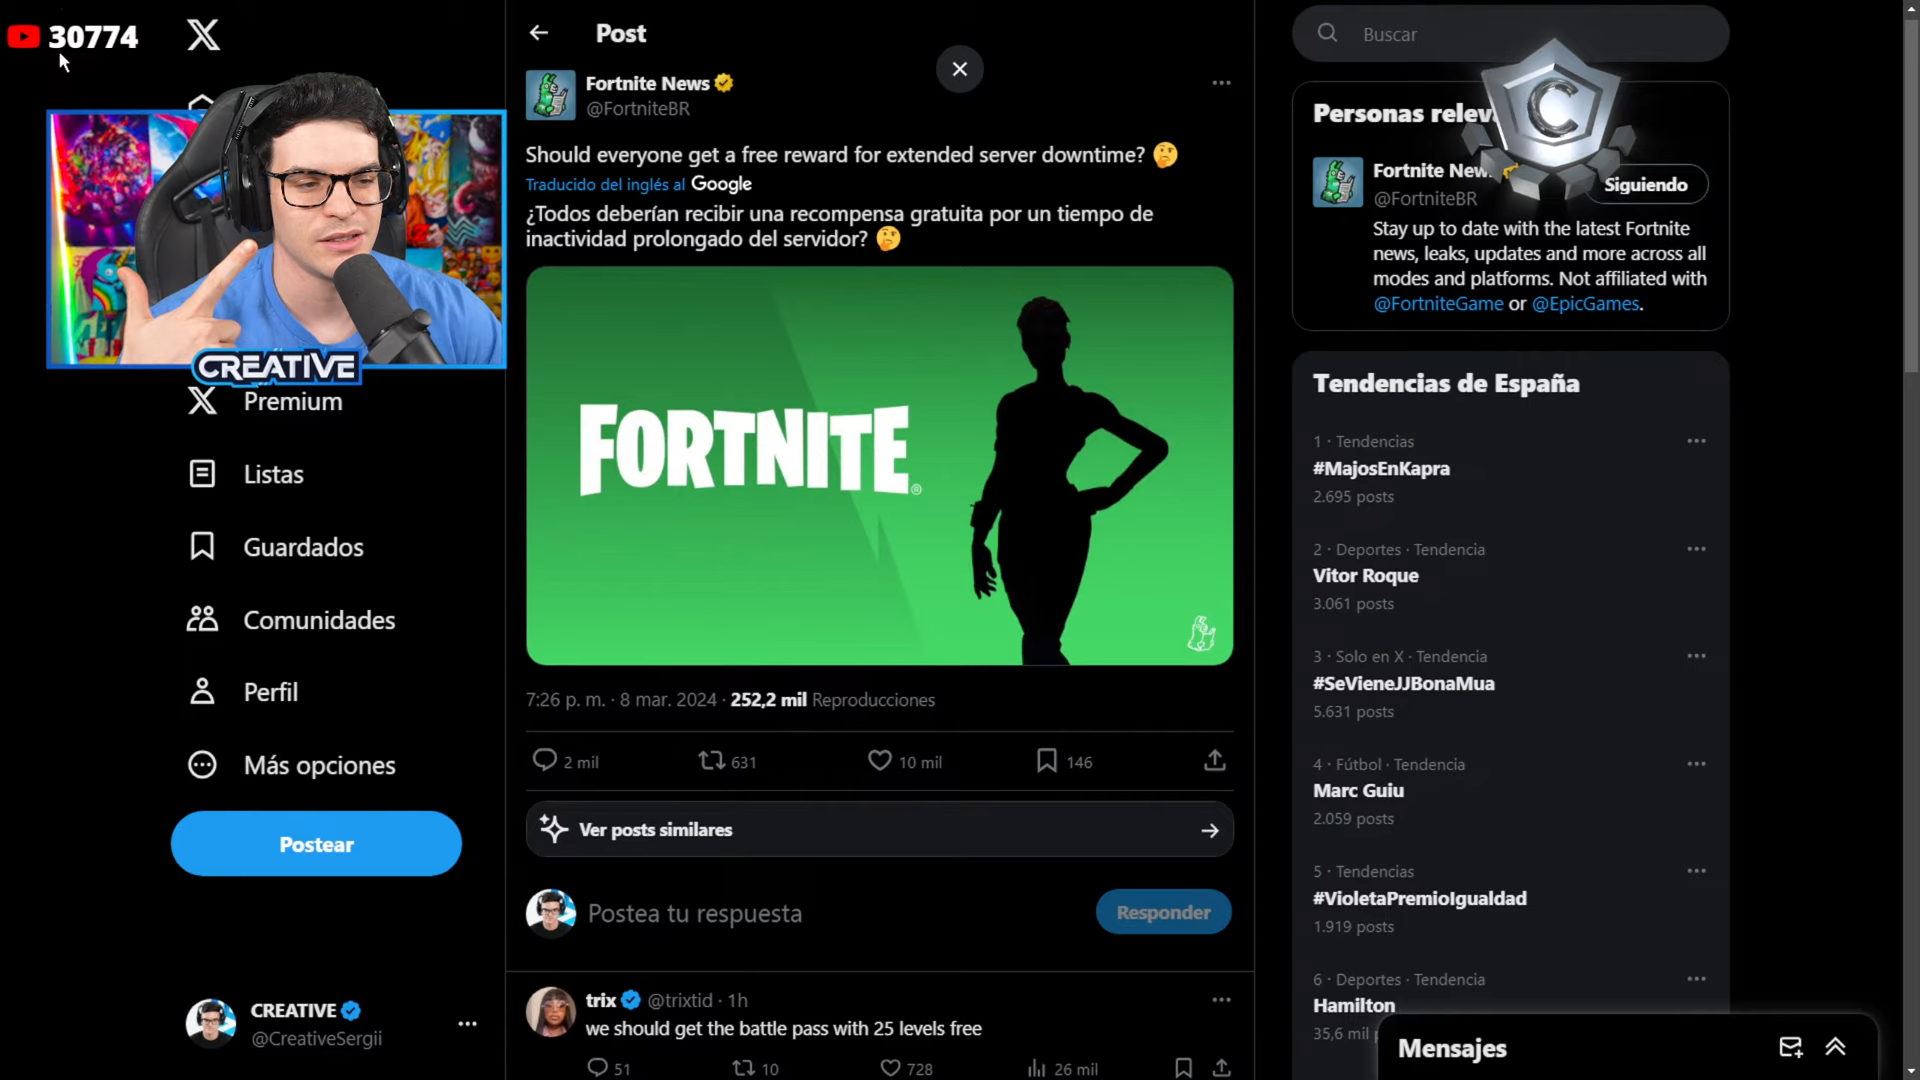 30774
Post
Buscar
Fortnite News
@FortniteBR
Should everyone get a free reward for extended server downtime? 🤔
Traducido del inglés al Google
¿Todos deberían recibir una recompensa gratuita por un tiempo de
inactividad prolongado del servidor? 🤔
FORTNITE
7:26 p. m. · 8 mar. 2024 · 252,2 mil Reproducciones
2 mil
631
10 mil
146
Ver posts similares
Postea tu respuesta
Responder
trix @trixtid · 1h
we should get the battle pass with 25 levels free
51
10
728
26 mil
CREATIVE
Premium
Listas
Guardados
Comunidades
Perfil
Más opciones
Postear
CREATIVE
@CreativeSergii
Personas
C
Fortnite
@FortniteBR
Siguiendo
Stay up to date with the latest Fortnite
news, leaks, updates and more across all
modes and platforms. Not affiliated with
@FortniteGame or @EpicGames.
Tendencias de España
1 · Tendencias
#MajosEnKapra
2.695 posts
2 · Deportes · Tendencia
Vitor Roque
3.061 posts
3 · Solo en X · Tendencia
#SeVieneJJBonaMua
5.631 posts
4 · Fútbol · Tendencia
Marc Guiu
2.059 posts
5 · Tendencias
#VioletaPremioIgualdad
1.919 posts
6 · Deportes · Tendencia
Hamilton
35,6 mil
Mensajes